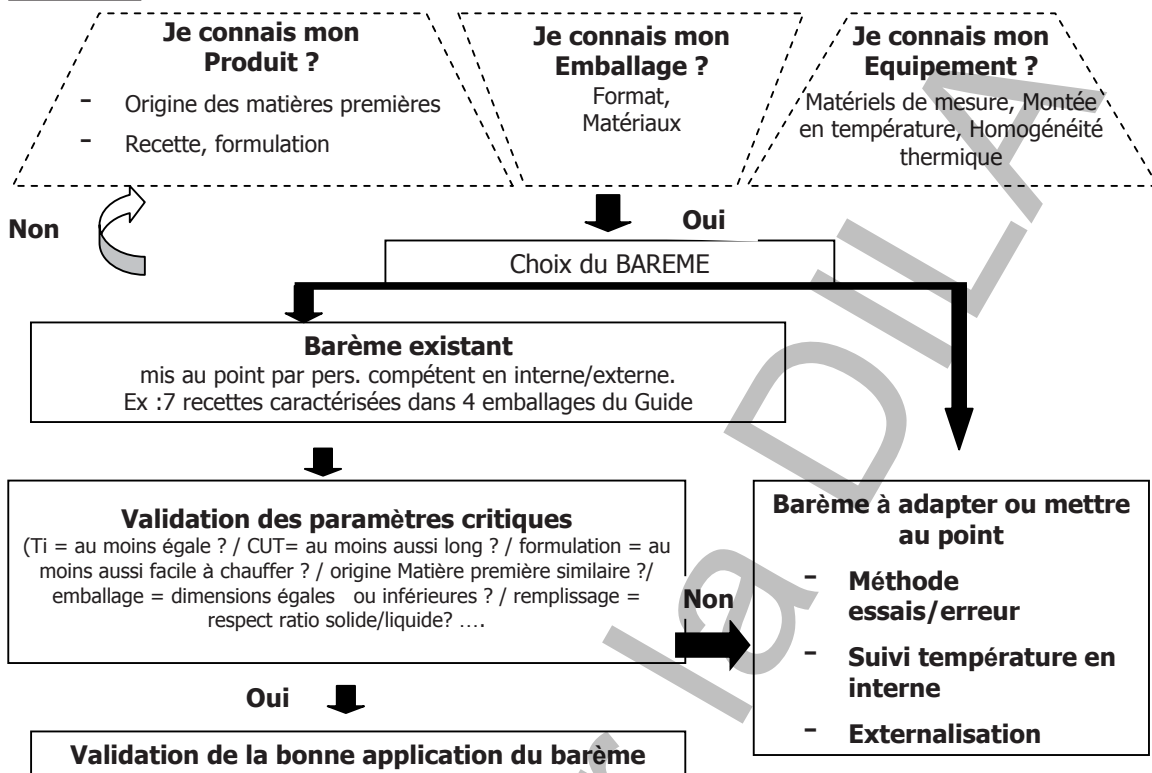 Je connais mon
Produit ?
- Origine des matières premières
- Recette, formulation
Je connais mon
Emballage ?
Format,
Matériaux
Je connais mon
Equipement ?
Matériels de mesure, Montée
en température, Homogénéité
thermique
Non
Oui
Choix du BAREME
Barème existant
mis au point par pers. compétent en interne/externe.
Ex :7 recettes caractérisées dans 4 emballages du Guide
Validation des paramètres critiques
(Ti = au moins égale ? / CUT= au moins aussi long ? / formulation = au
moins aussi facile à chauffer ? / origine Matière première similaire ?/
emballage = dimensions égales ou inférieures ? / remplissage =
respect ratio solide/liquide? ….
Non
Barème à adapter ou mettre
au point
- Méthode
essais/erreur
- Suivi température en
interne
- Externalisation
Oui
Validation de la bonne application du barème
r la DILA